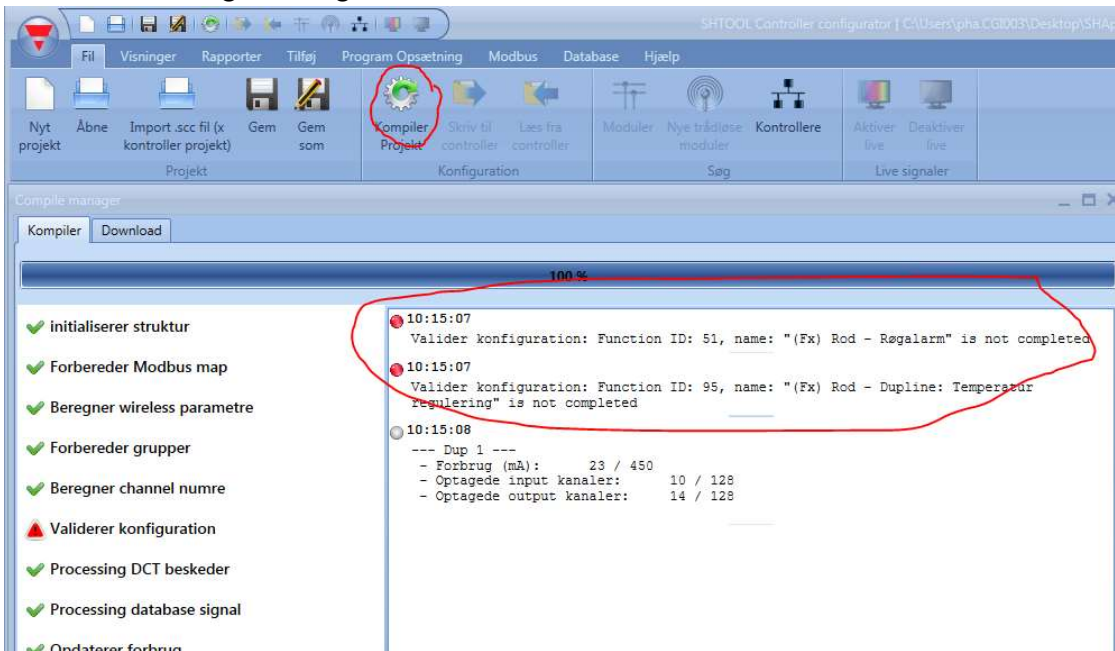 SHTOOL Controller configurator | C:\Users\pha.CGI003\Desktop\SHAp
Fil Visninger Rapporter Tilføj Program Opsætning Modbus Database Hjælp
Nyt projekt
Åbne
Import .scc fil (x kontroller projekt)
Gem
Gem som
Kompiler Projekt
Skriv til controller
Læs fra controller
Moduler
Nye trådløse moduler
Kontrollere
Aktiver live
Deaktiver live
Projekt Konfiguration Søg Live signaler
Compile manager
Kompiler Download
100 %
initialiserer struktur
Forbereder Modbus map
Beregner wireless parametre
Forbereder grupper
Beregner channel numre
Validerer konfiguration
Processing DCT beskeder
Processing database signal
Opdaterer forbrug
10:15:07
Valider konfiguration: Function ID: 51, name: "(Fx) Rod - Røgalarm" is not completed
10:15:07
Valider konfiguration: Function ID: 95, name: "(Fx) Rod - Dupline: Temperatur
regulering" is not completed
10:15:08
--- Dup 1 ---
- Forbrug (mA): 23 / 450
- Optagede input kanaler: 10 / 128
- Optagede output kanaler: 14 / 128